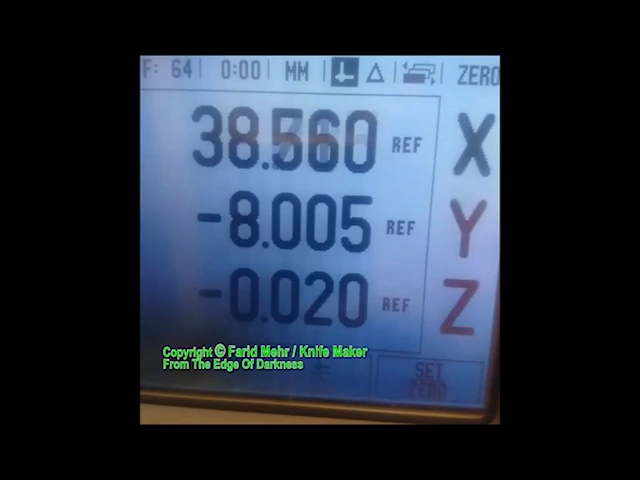 F: 64 0:00 MM ZERO
38.560 REF X
-8.005 REF Y
-0.020 REF Z
Copyright © Farid Mehr / Knife Maker
From The Edge Of Darkness
SET
ZERO